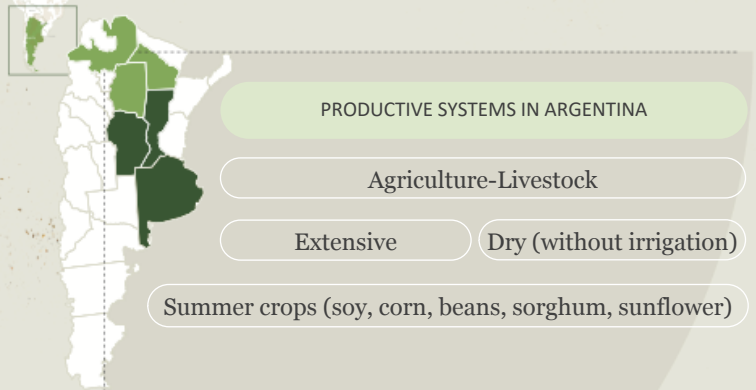 PRODUCTIVE SYSTEMS IN ARGENTINA
Agriculture-Livestock
Extensive
Dry (without irrigation)
Summer crops (soy, corn, beans, sorghum, sunflower)